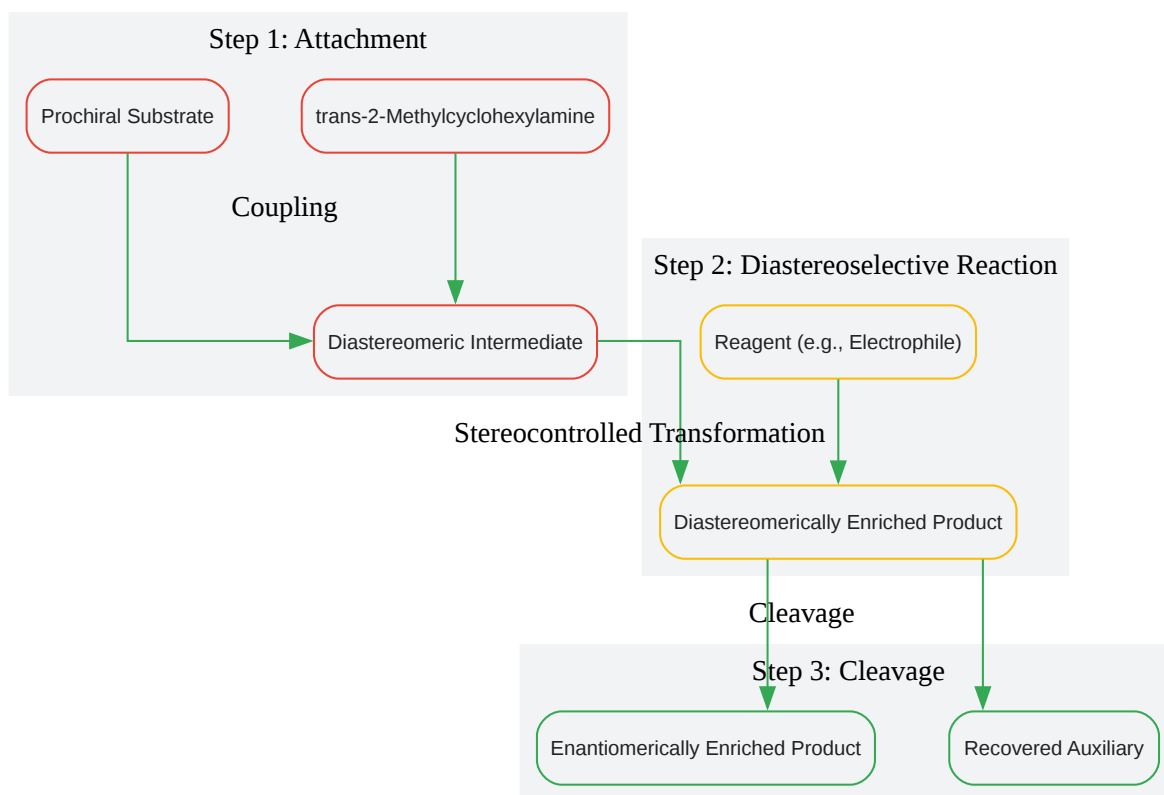 Step 1: Attachment
Prochiral Substrate
trans-2-Methylcyclohexylamine
Coupling
Diastereomeric Intermediate
Step 2: Diastereoselective Reaction
Reagent (e.g., Electrophile)
Stereocontrolled Transformation
Diastereomerically Enriched Product
Cleavage
Step 3: Cleavage
Enantiomerically Enriched Product
Recovered Auxiliary